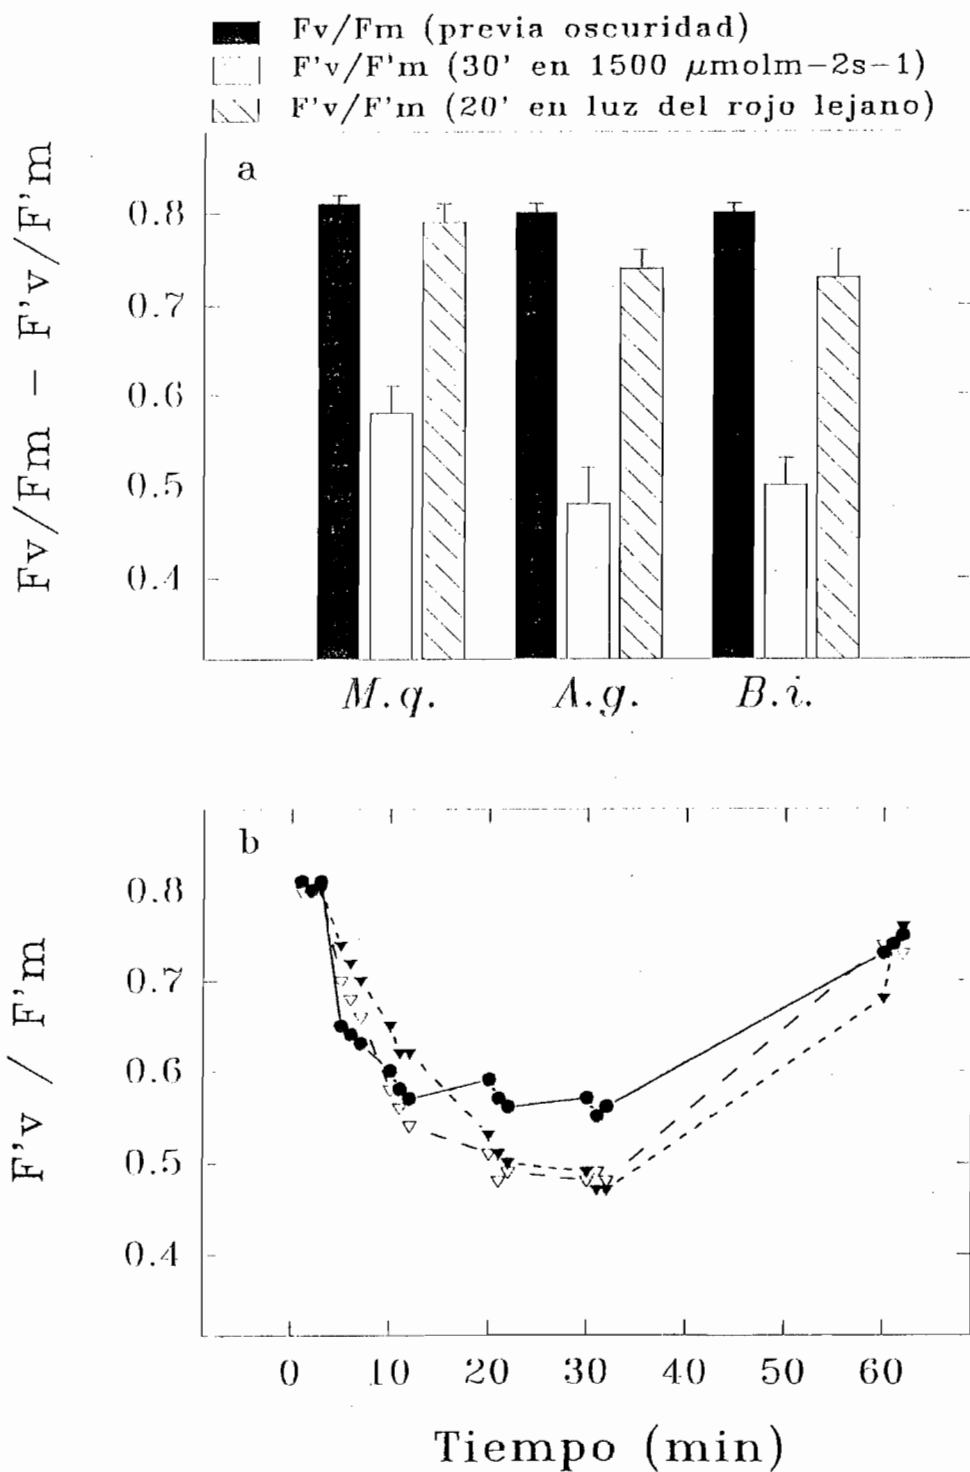 Fv/Fm (previa oscuridad)
F'v/F'm (30' en 1500 μmolm-2s-1)
F'v/F'm (20' en luz del rojo lejano)
a
Fv/Fm - F'v/F'm
0.8
0.7
0.6
0.5
0.4
M.q. A.g. B.i.
b
F'v / F'm
0.8
0.7
0.6
0.5
0.4
0 10 20 30 40 50 60
Tiempo (min)